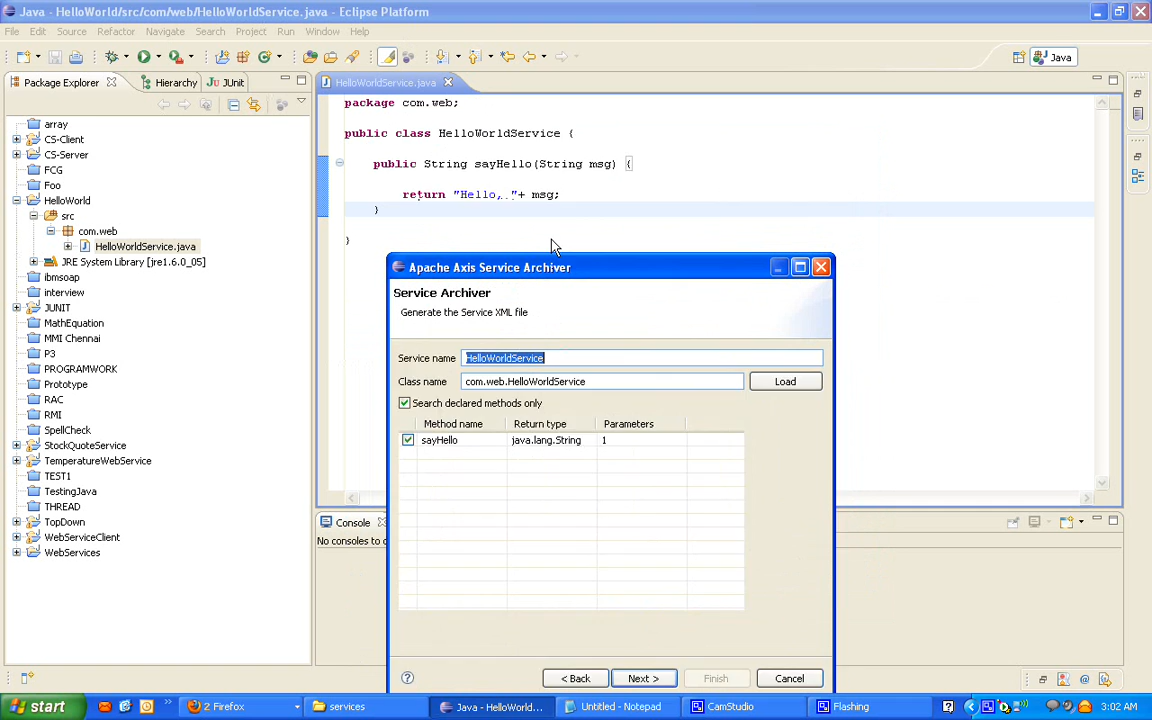 Java - HelloWorld/src/com/web/HelloWorldService.java - Eclipse Platform
File Edit Source Refactor Navigate Search Project Run Window Help
Java
Package Explorer Hierarchy JUnit
HelloWorldService.java
array
CS-Client
CS-Server
FCG
Foo
HelloWorld
src
com.web
HelloWorldService.java
JRE System Library [jre1.6.0_05]
ibmsoap
interview
JUNIT
MathEquation
MMI Chennai
P3
PROGRAMWORK
Prototype
RAC
RMI
SpellCheck
StockQuoteService
TemperatureWebService
TEST1
TestingJava
THREAD
TopDown
WebServiceClient
WebServices
package com.web;
public class HelloWorldService {
public String sayHello(String msg) {
return "Hello, "+ msg;
}
}
Apache Axis Service Archiver
Service Archiver
Generate the Service XML file
Service name HelloWorldService
Class name com.web.HelloWorldService Load
Search declared methods only
Method name Return type Parameters
sayHello java.lang.String 1
? < Back Next > Finish Cancel
Console
No consoles to
start 2 Firefox services Java - HelloWorld... Untitled - Notepad CamStudio Flashing 3:02 AM